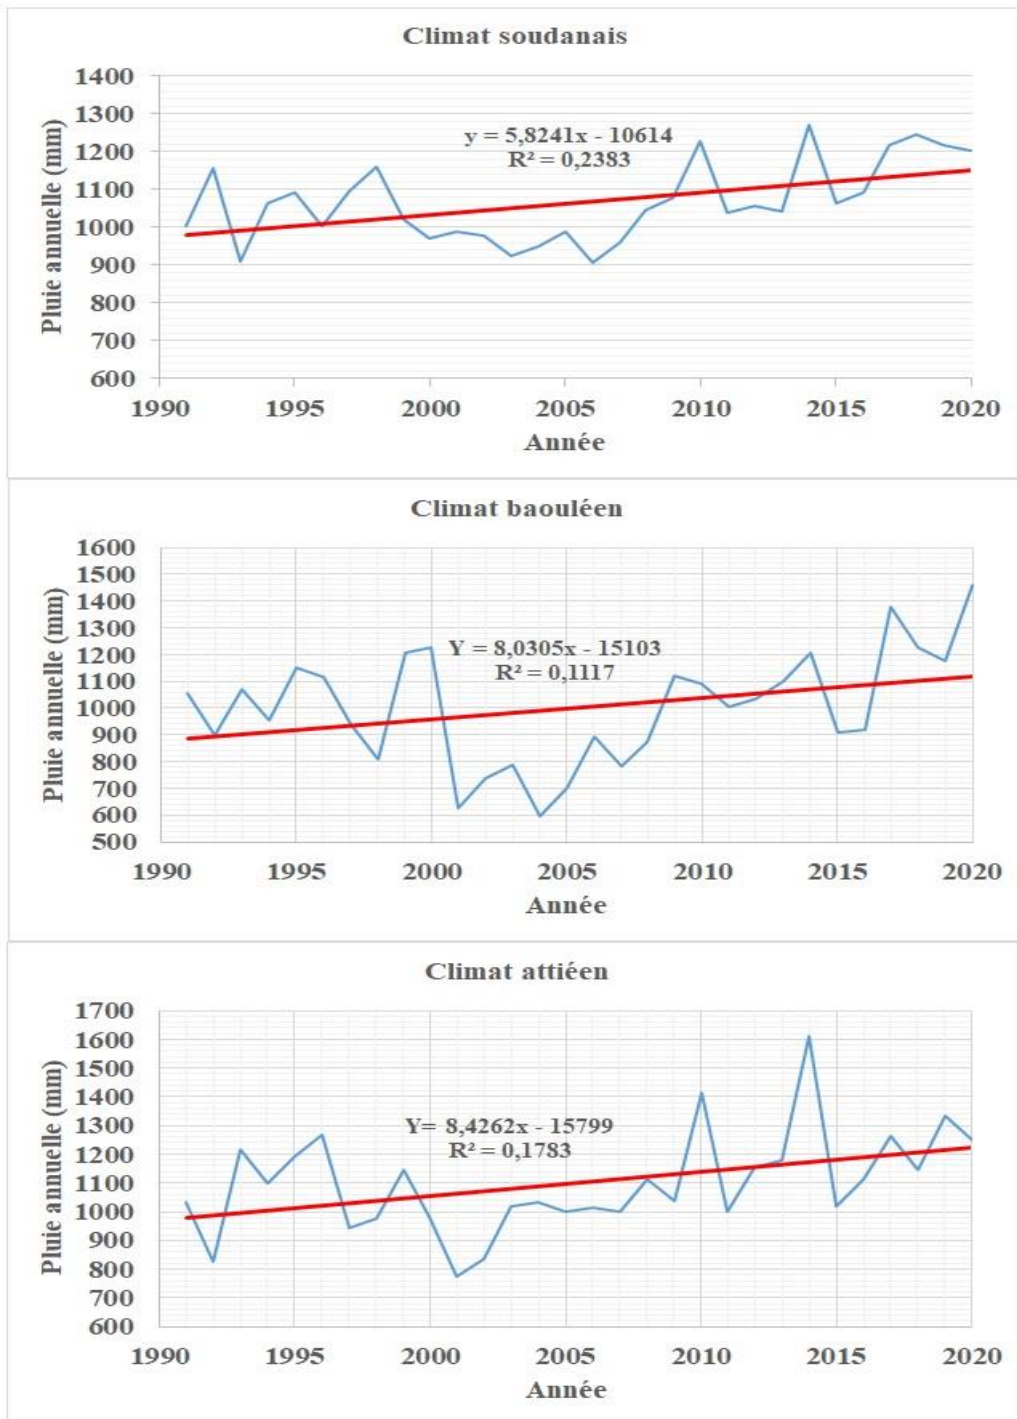 Climat soudanais
1400
1300
1200
1100
1000
900
800
700
600
Pluie annuelle (mm)
y = 5,8241x - 10614
R² = 0,2383
1990 1995 2000 2005 2010 2015 2020
Année
Climat baouléen
1600
1500
1400
1300
1200
1100
1000
900
800
700
600
500
Pluie annuelle (mm)
Y = 8,0305x - 15103
R² = 0,1117
1990 1995 2000 2005 2010 2015 2020
Année
Climat attiéen
1700
1600
1500
1400
1300
1200
1100
1000
900
800
700
600
Pluie annuelle (mm)
Y= 8,4262x - 15799
R² = 0,1783
1990 1995 2000 2005 2010 2015 2020
Année